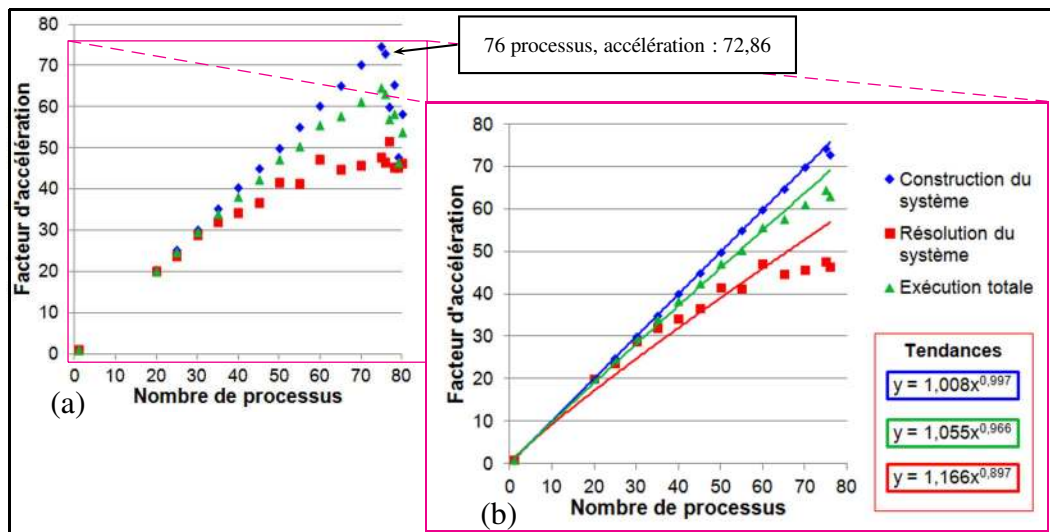 76 processus, accélération : 72,86
Facteur d'accélération
80
70
60
50
40
30
20
10
0
0 10 20 30 40 50 60 70 80
Nombre de processus
(a)
Facteur d'accélération
80
70
60
50
40
30
20
10
0
0 10 20 30 40 50 60 70 80
Nombre de processus
(b)
Construction du
système
Résolution du
système
Exécution totale
Tendances
y = 1,008x^0,997
y = 1,055x^0,966
y = 1,166x^0,897